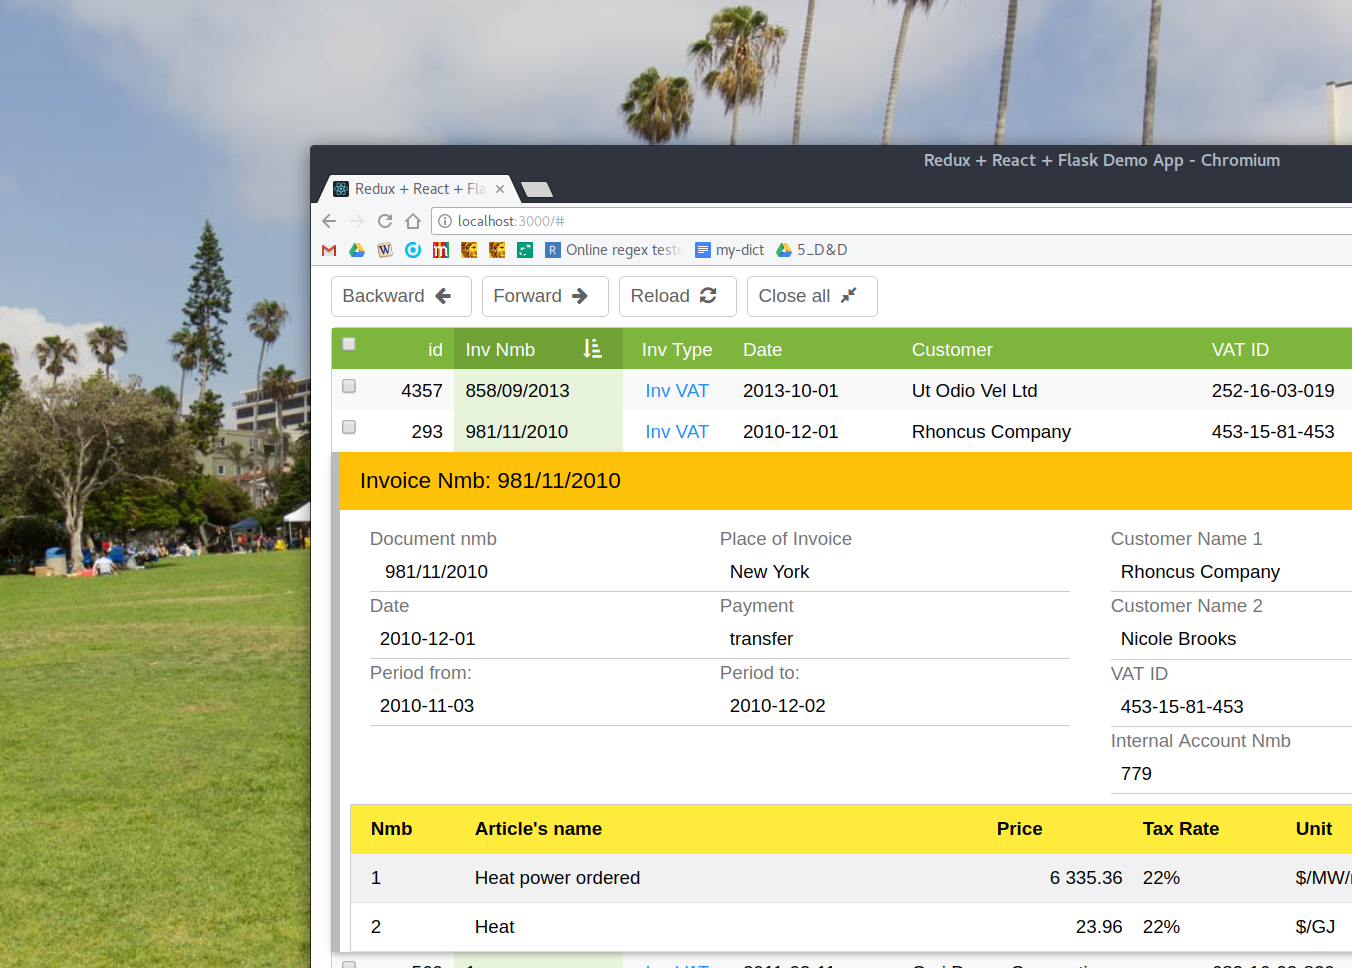 Redux + React + Flask Demo App - Chromium
Redux + React + Fla
localhost:3000/#
Online regex teste my-dict 5_D&D
Backward Forward Reload Close all
id Inv Nmb Inv Type Date Customer VAT ID
4357 858/09/2013 Inv VAT 2013-10-01 Ut Odio Vel Ltd 252-16-03-019
293 981/11/2010 Inv VAT 2010-12-01 Rhoncus Company 453-15-81-453
Invoice Nmb: 981/11/2010
Document nmb Place of Invoice Customer Name 1
981/11/2010 New York Rhoncus Company
Date Payment Customer Name 2
2010-12-01 transfer Nicole Brooks
Period from: Period to: VAT ID
2010-11-03 2010-12-02 453-15-81-453
Internal Account Nmb
779
Nmb Article's name Price Tax Rate Unit
1 Heat power ordered 6 335.36 22% $/MW/
2 Heat 23.96 22% $/GJ